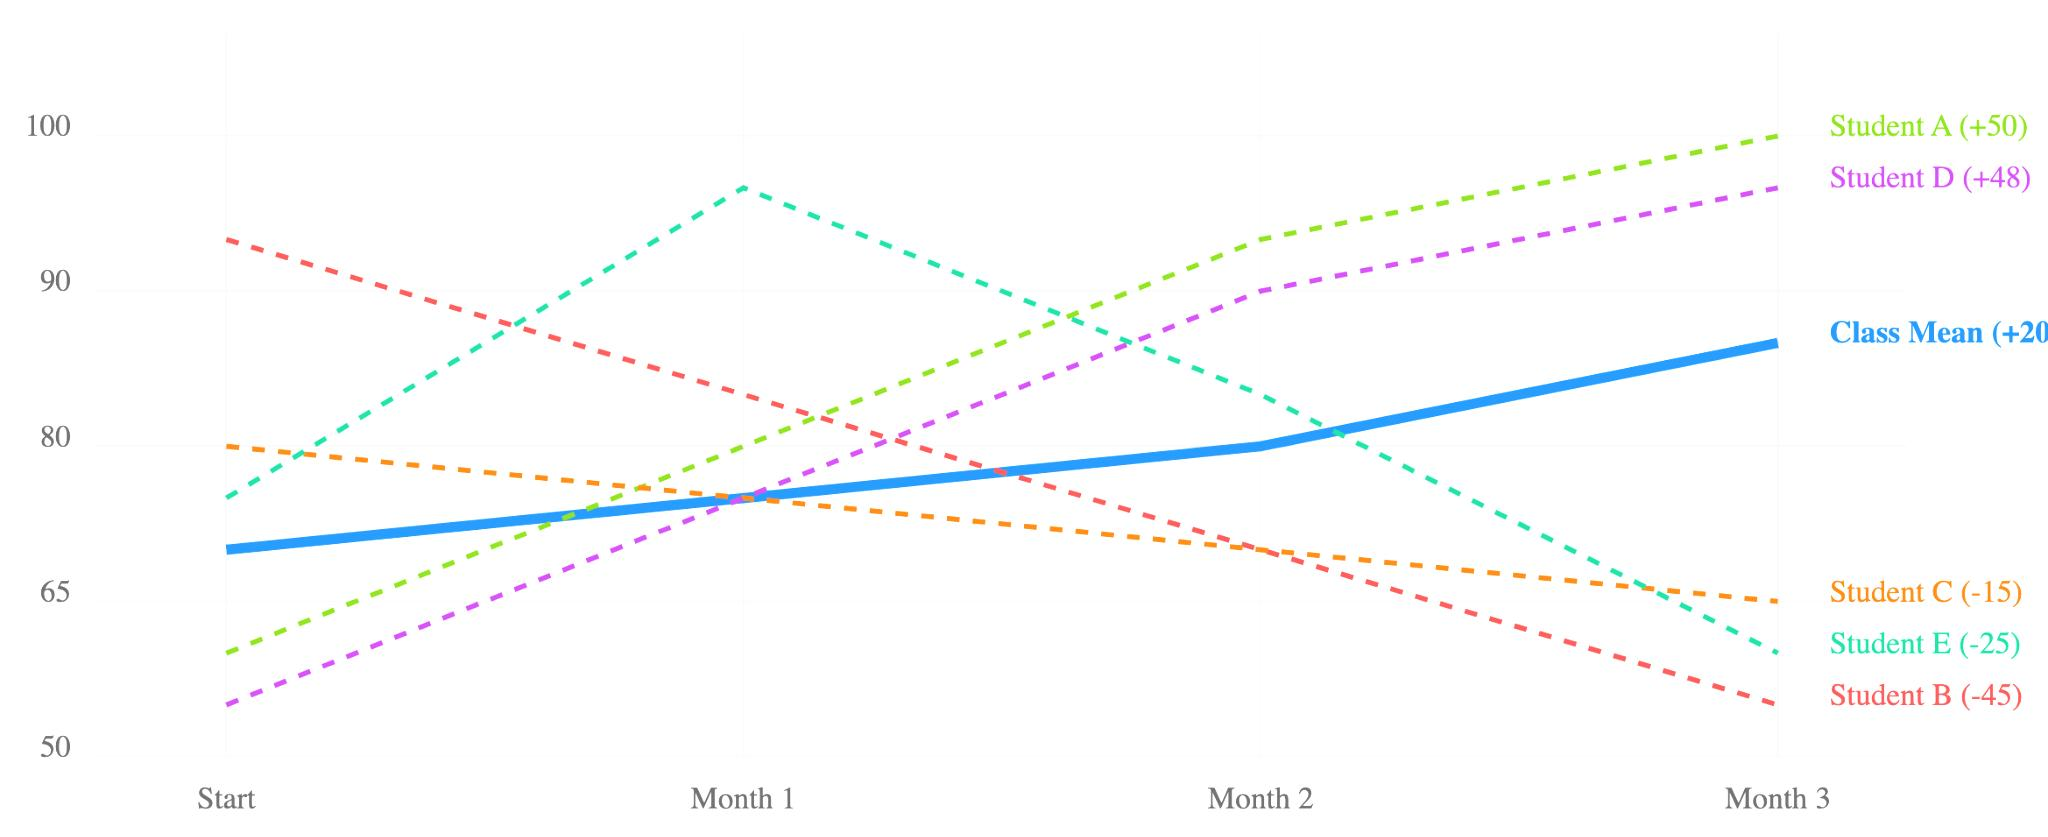 100
90
80
65
50
Student A (+50)
Student D (+48)
Class Mean (+20
Student C (-15)
Student E (-25)
Student B (-45)
Start
Month 1
Month 2
Month 3